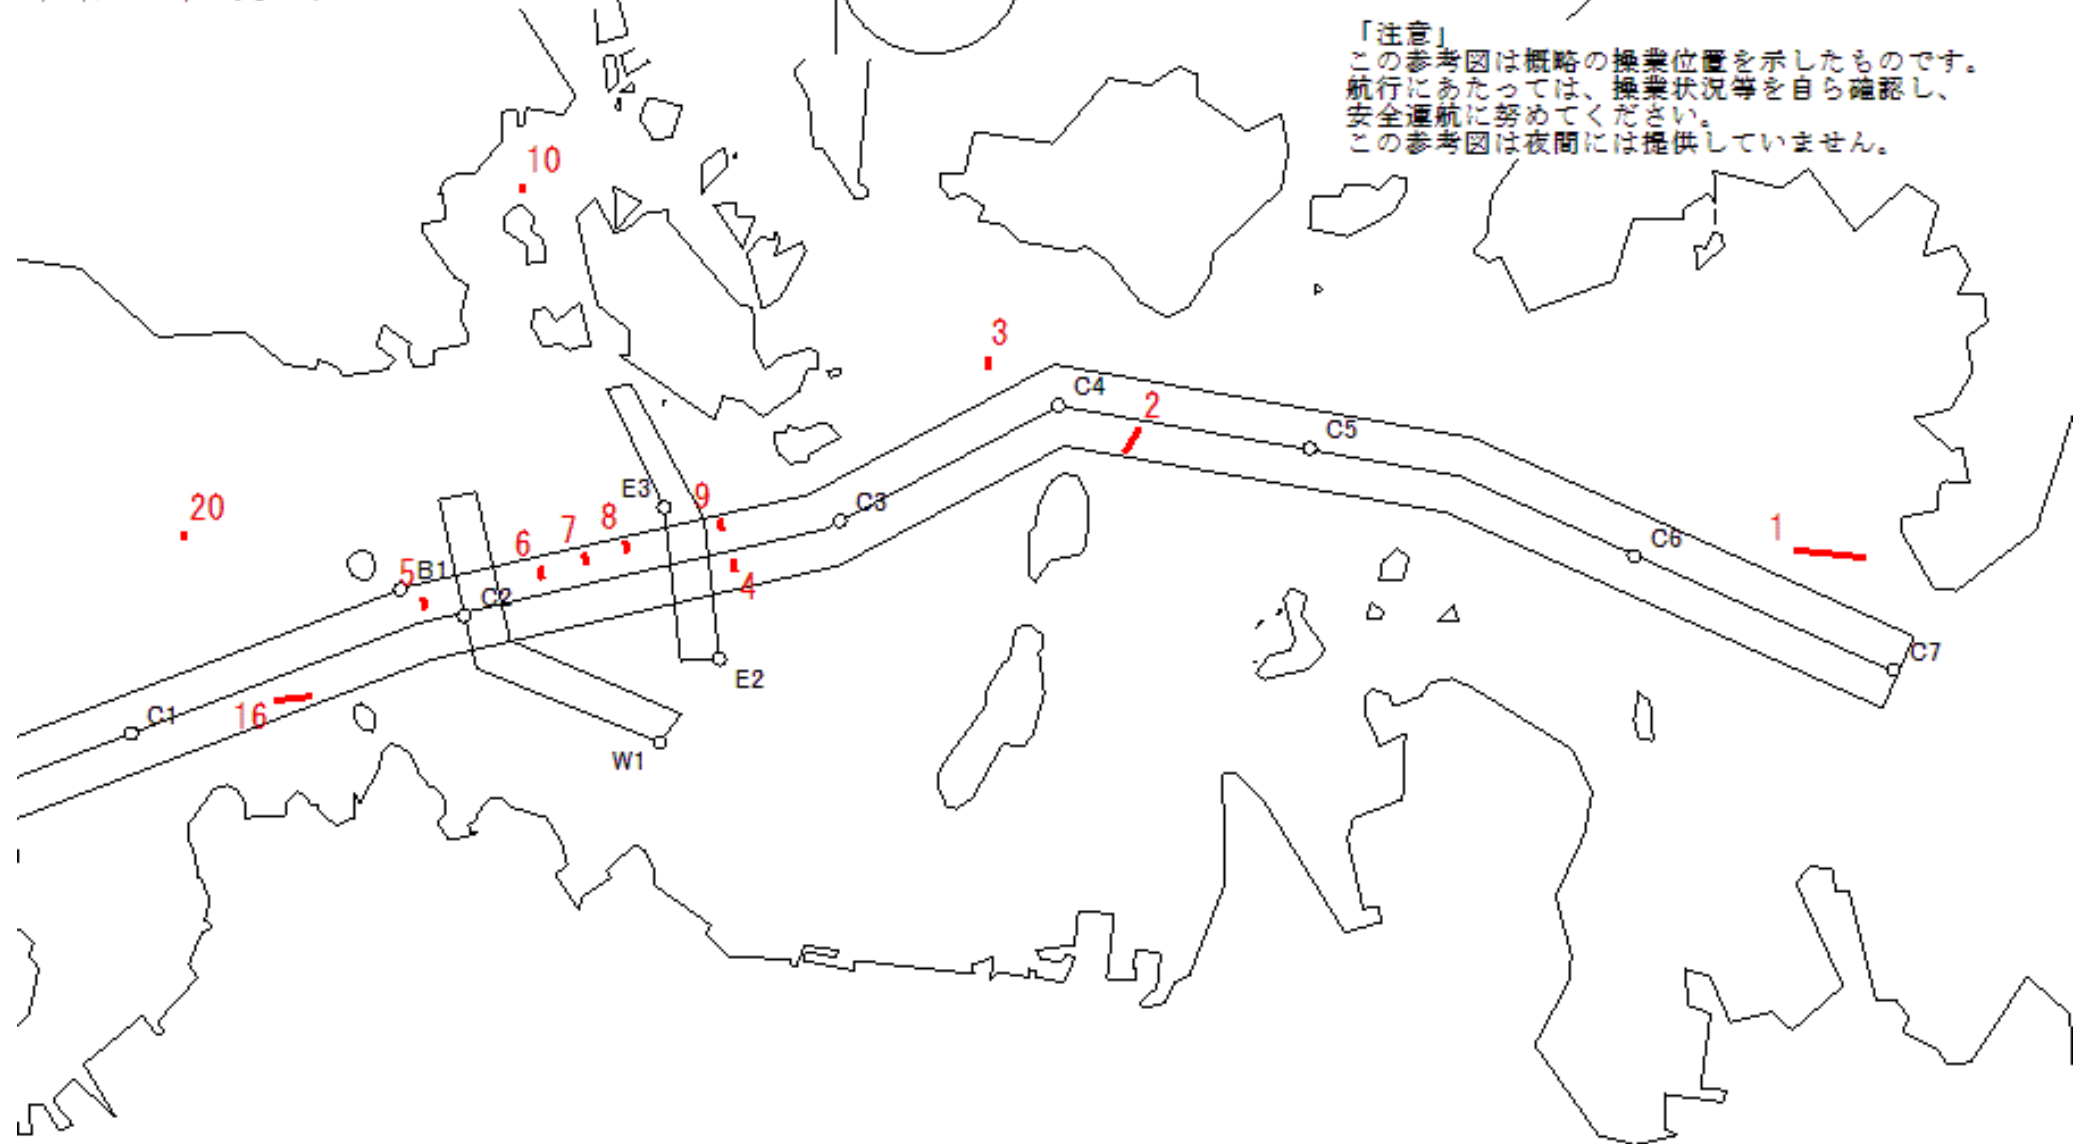 「注意」
この参考図は概略の操業位置を示したものです。
航行にあたっては、操業状況等を自ら確認し、
安全運航に努めてください。
この参考図は夜間には提供していません。
10
3
C4
2
C5
20
E3
9
8
7
6
C3
1
C6
5
B1
C2
4
C7
E2
16
C1
W1